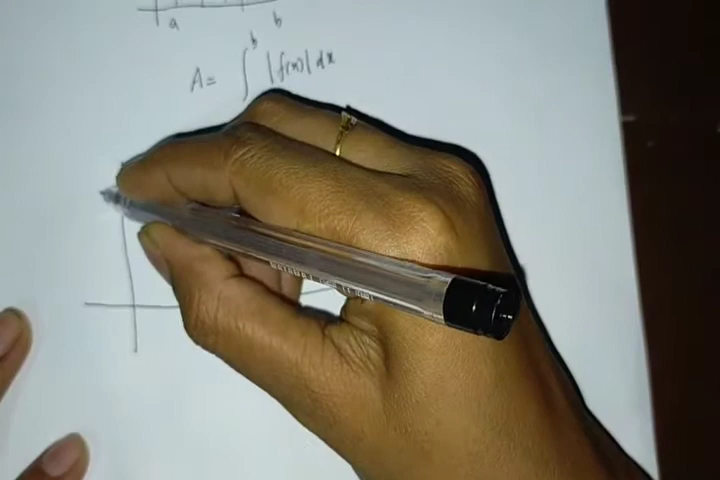 a b
b
A= ∫ |f(x)| dx